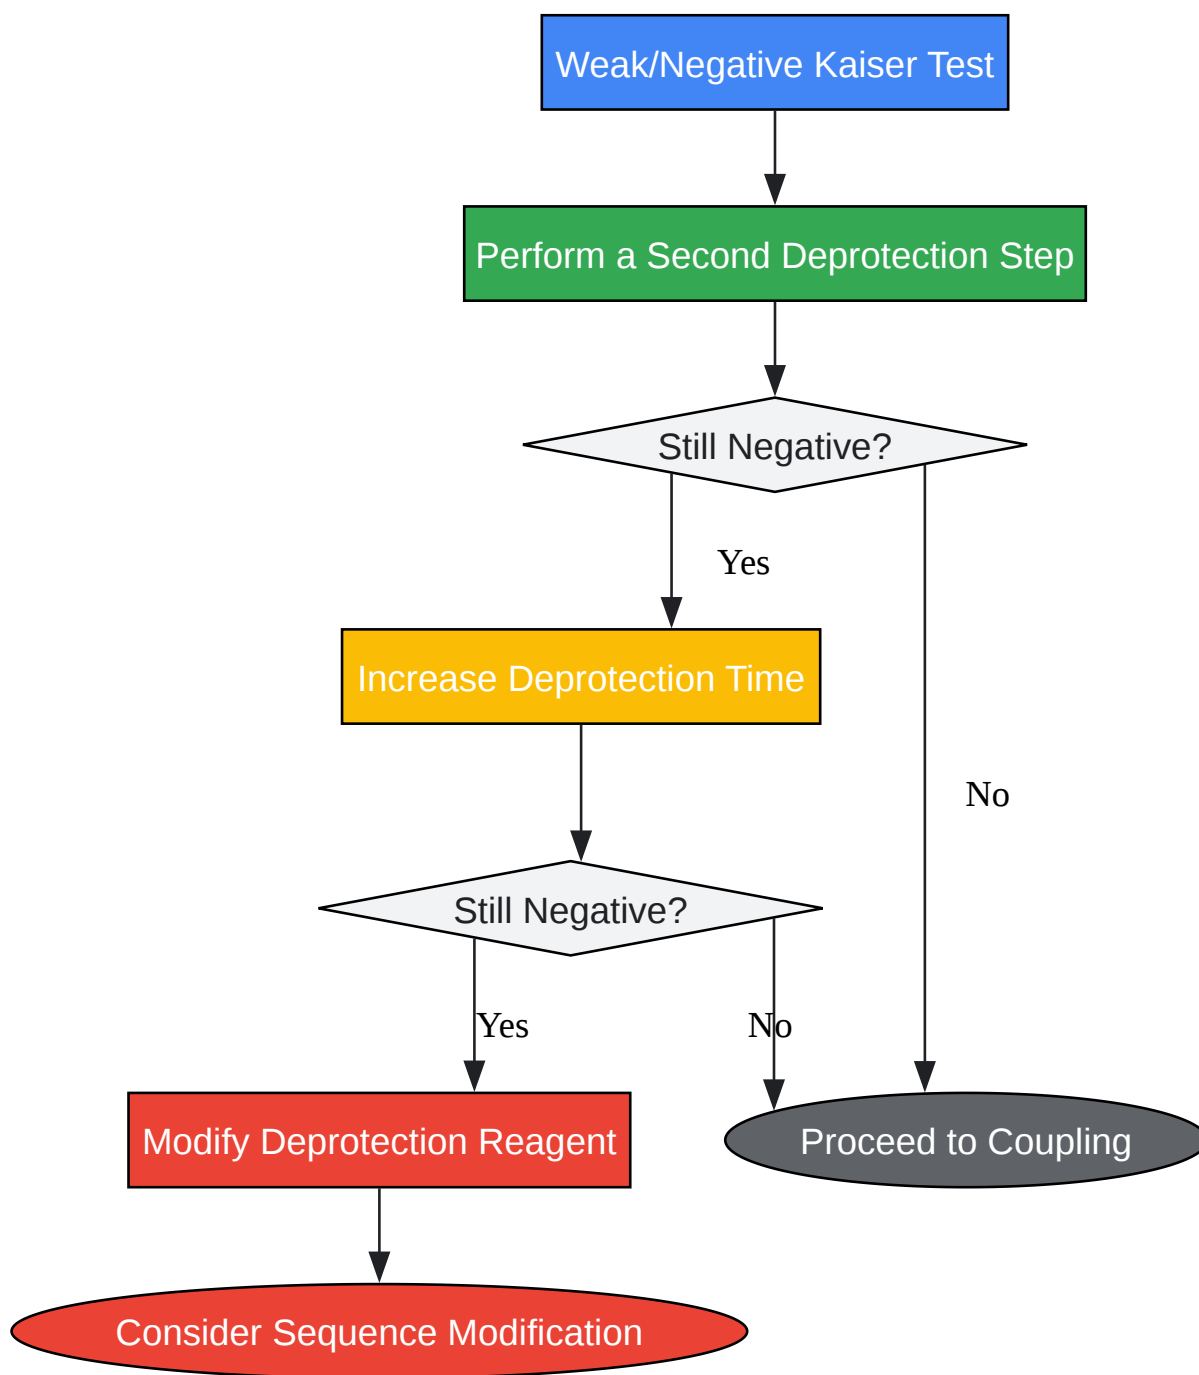 Weak/Negative Kaiser Test
Perform a Second Deprotection Step
Still Negative?
Yes
Increase Deprotection Time
No
Still Negative?
Yes
No
Modify Deprotection Reagent
Proceed to Coupling
Consider Sequence Modification